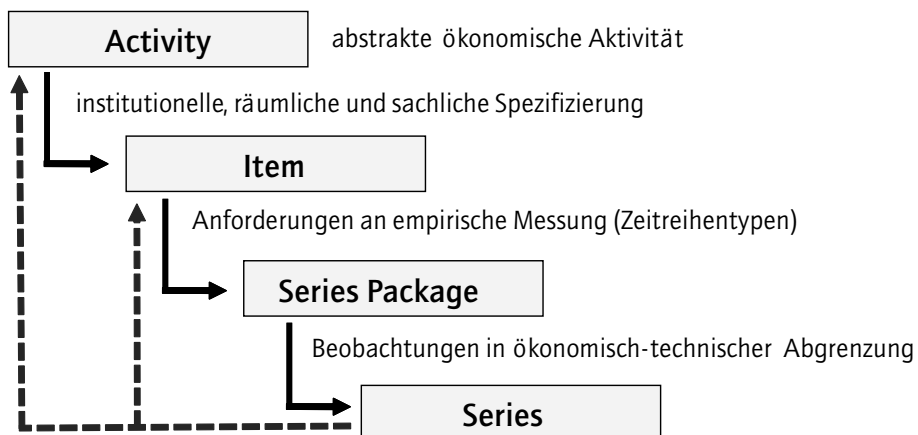 Activity
abstrakte ökonomische Aktivität
institutionelle, räumliche und sachliche Spezifizierung
Item
Anforderungen an empirische Messung (Zeitreihentypen)
Series Package
Beobachtungen in ökonomisch-technischer Abgrenzung
Series